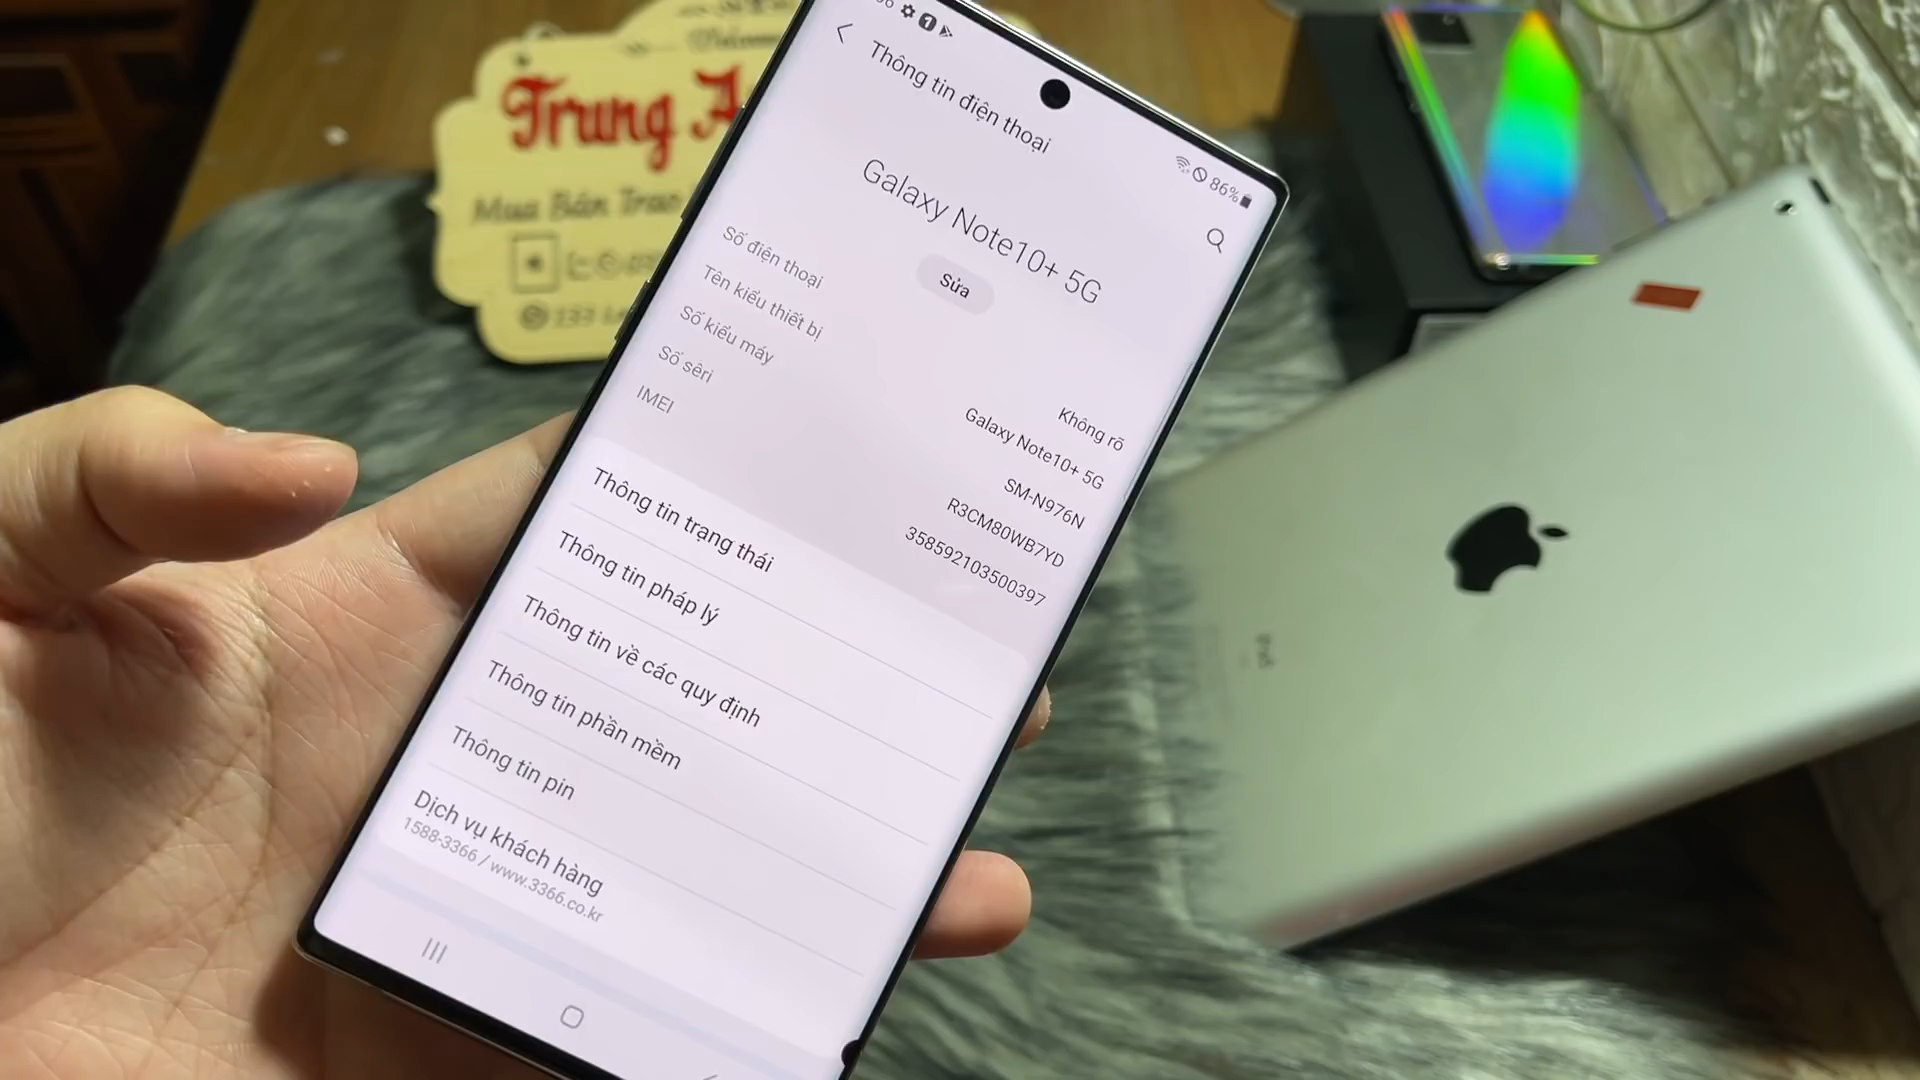 Trung
Mua Bán Trao
133
86%
Thông tin điện thoại
Galaxy Note10+ 5G
Sửa
Số điện thoại
Không rõ
Tên kiểu thiết bị
Galaxy Note10+ 5G
Số kiểu máy
SM-N976N
Số sêri
R3CM80WB7YD
IMEI
358592103500397
Thông tin trạng thái
Thông tin pháp lý
Thông tin về các quy định
Thông tin phần mềm
Thông tin pin
Dịch vụ khách hàng
1588-3366 / www.3366.co.kr
iPad